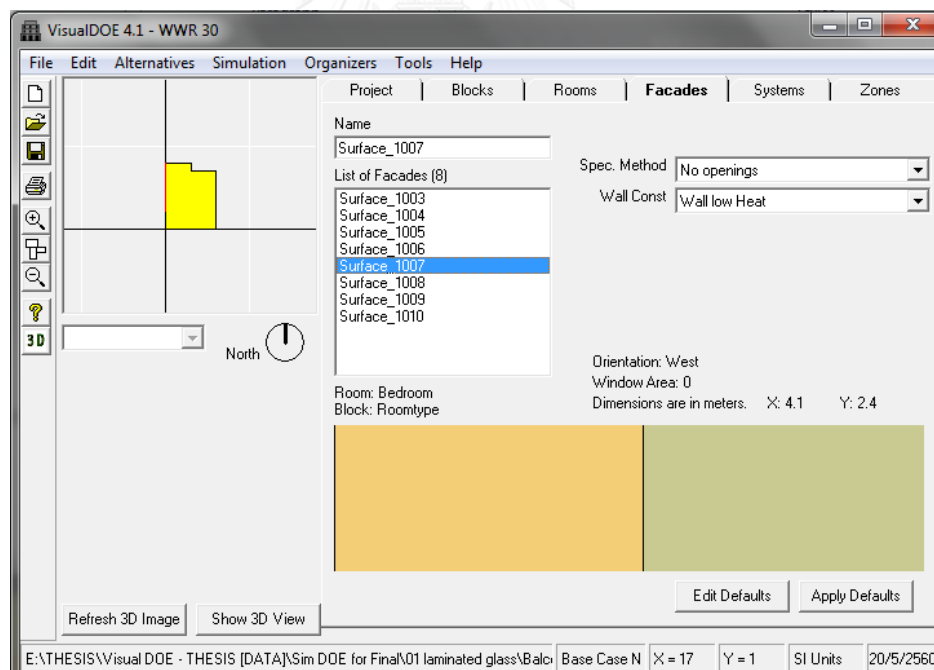 VisualDOE 4.1 - WWR 30
File Edit Alternatives Simulation Organizers Tools Help
Project Blocks Rooms Facades Systems Zones
Name
Surface_1007
Spec. Method No openings
List of Facades (8)
Wall Const Wall low Heat
Surface_1003
Surface_1004
Surface_1005
Surface_1006
Surface_1007
Surface_1008
Surface_1009
Surface_1010
3D
North
Orientation: West
Window Area: 0
Dimensions are in meters. X: 4.1 Y: 2.4
Room: Bedroom
Block: Roomtype
Edit Defaults Apply Defaults
Refresh 3D Image Show 3D View
E:\THESIS\Visual DOE - THESIS [DATA]\Sim DOE for Final\01 laminated glass\Balc Base Case N X = 17 Y = 1 SI Units 20/5/2560